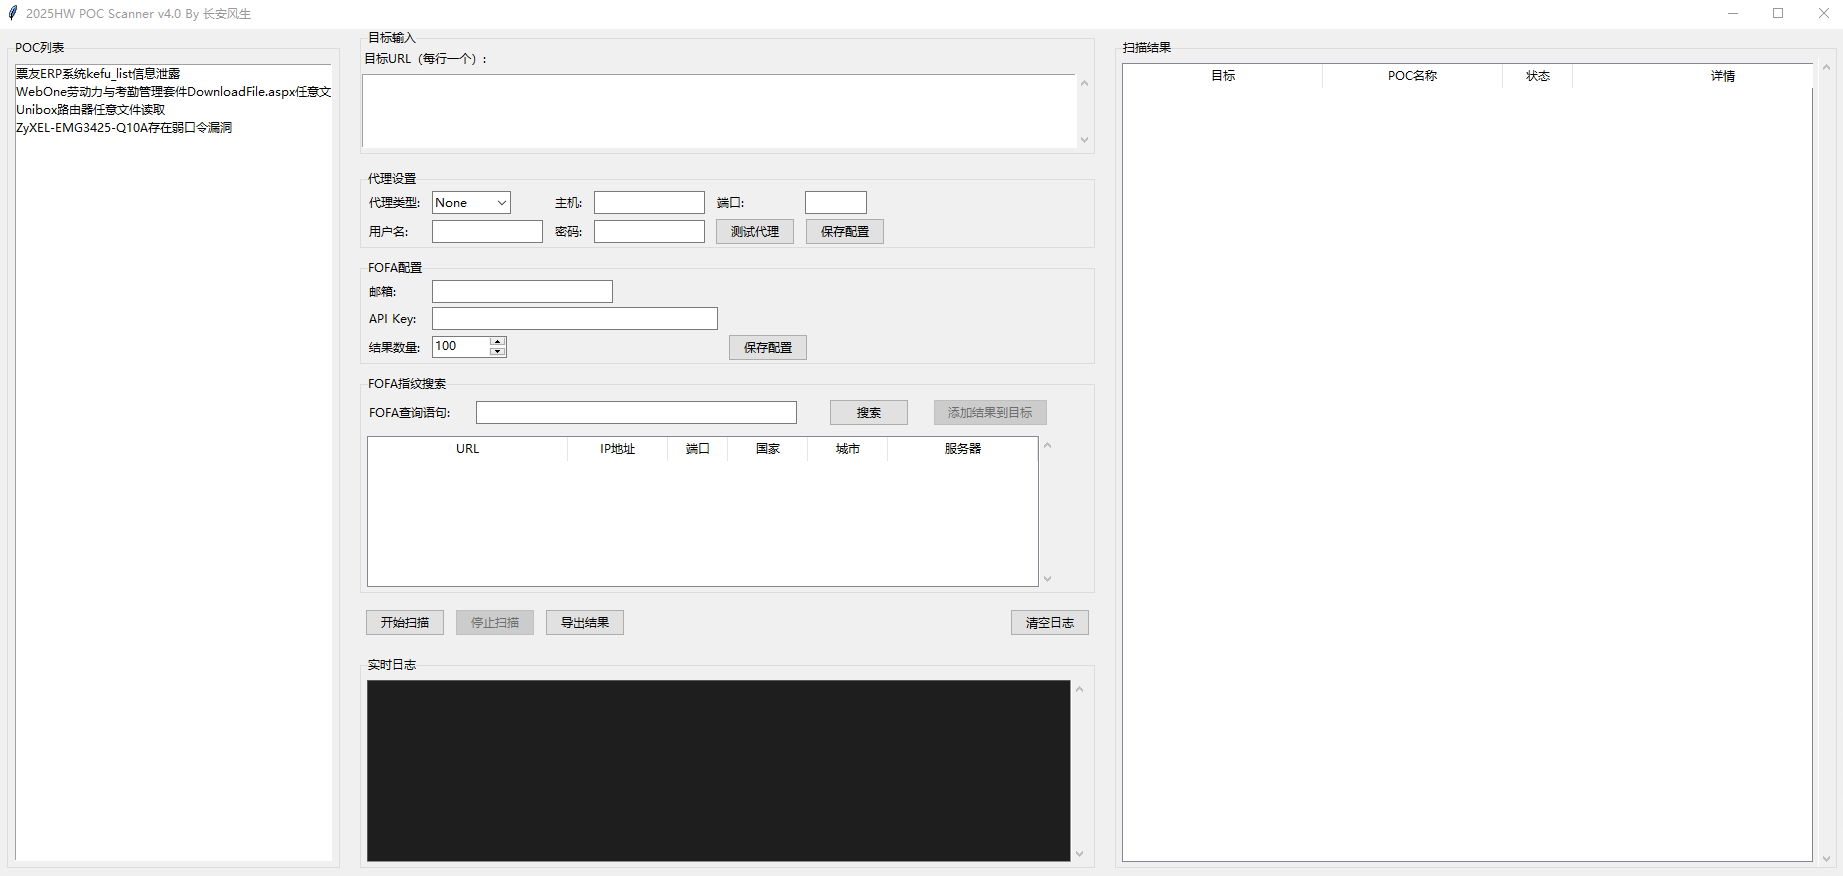 2025HW POC Scanner v4.0 By 长安风生
POC列表
票友ERP系统kefu_list信息泄露
WebOne劳动力与考勤管理套件DownloadFile.aspx任意文
Unibox路由器任意文件读取
ZyXEL-EMG3425-Q10A存在弱口令漏洞
目标输入
目标URL（每行一个）:
代理设置
代理类型: None 主机: 端口:
用户名: 密码: 测试代理 保存配置
FOFA配置
邮箱:
API Key:
结果数量: 100 保存配置
FOFA指纹搜索
FOFA查询语句: 搜索 添加结果到目标
URL IP地址 端口 国家 城市 服务器
开始扫描 停止扫描 导出结果 清空日志
实时日志
扫描结果
目标 POC名称 状态 详情